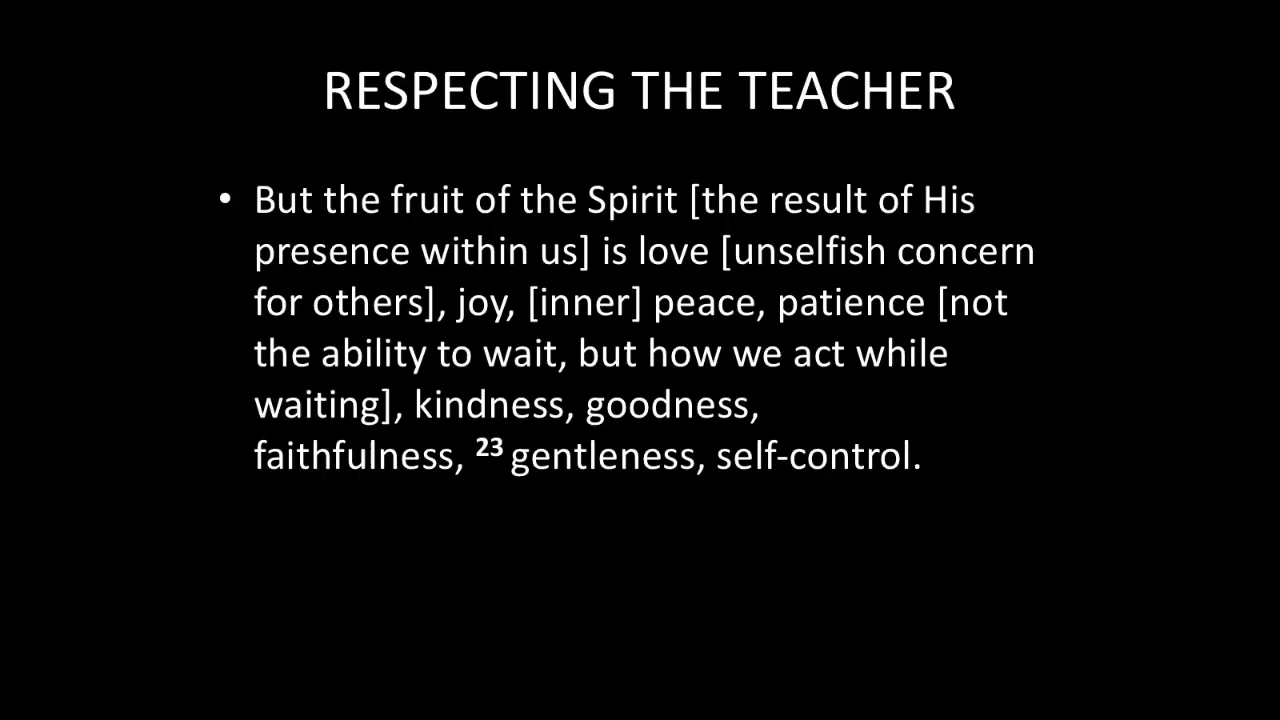 RESPECTING THE TEACHER
• But the fruit of the Spirit [the result of His
presence within us] is love [unselfish concern
for others], joy, [inner] peace, patience [not
the ability to wait, but how we act while
waiting], kindness, goodness,
faithfulness, 23 gentleness, self-control.